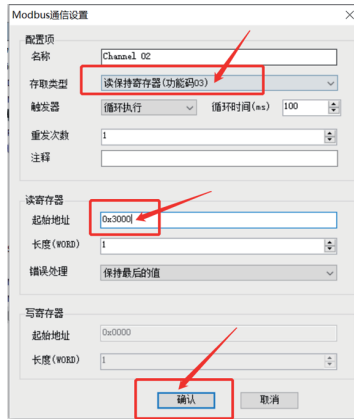 Modbus通信设置
配置项
名称 Channel 02
存取类型 读保持寄存器(功能码03)
触发器 循环执行 循环时间(ms) 100
重发次数 1
注释
读寄存器
起始地址 0x3000
长度(WORD) 1
错误处理 保持最后的值
写寄存器
起始地址 0x0000
长度(WORD) 1
确认 取消